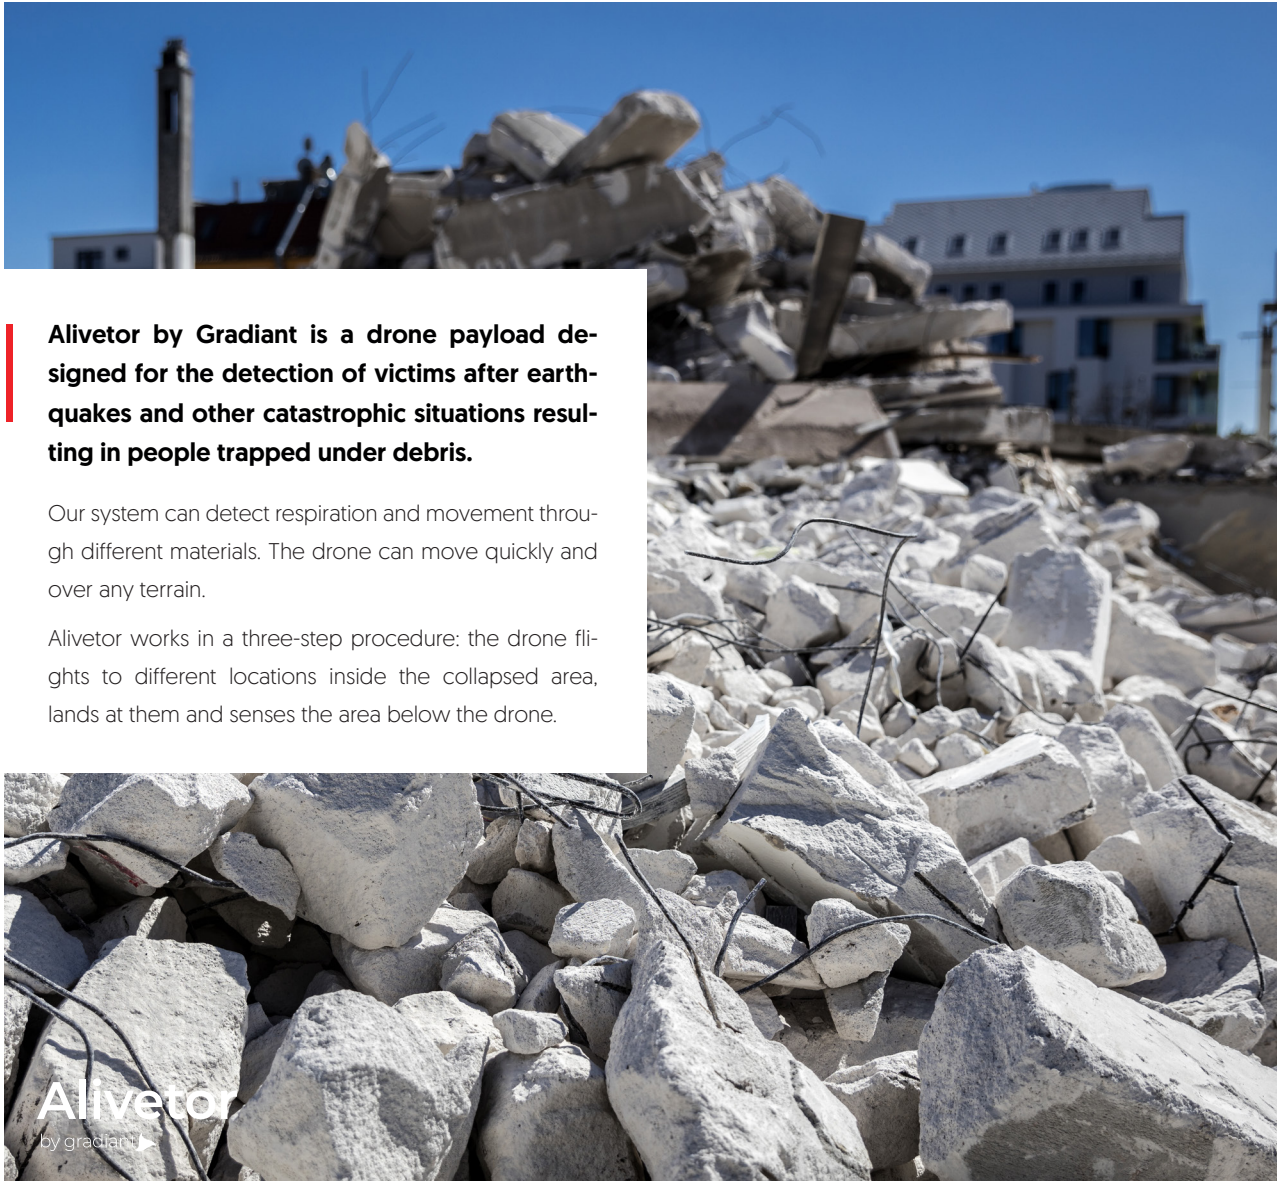 Alivetor by Gradiant is a drone payload de-
signed for the detection of victims after earth-
quakes and other catastrophic situations resul-
ting in people trapped under debris.
Our system can detect respiration and movement throu-
gh different materials. The drone can move quickly and
over any terrain.
Alivetor works in a three-step procedure: the drone fli-
ghts to different locations inside the collapsed area,
lands at them and senses the area below the drone.
Alivetor
by gradiant